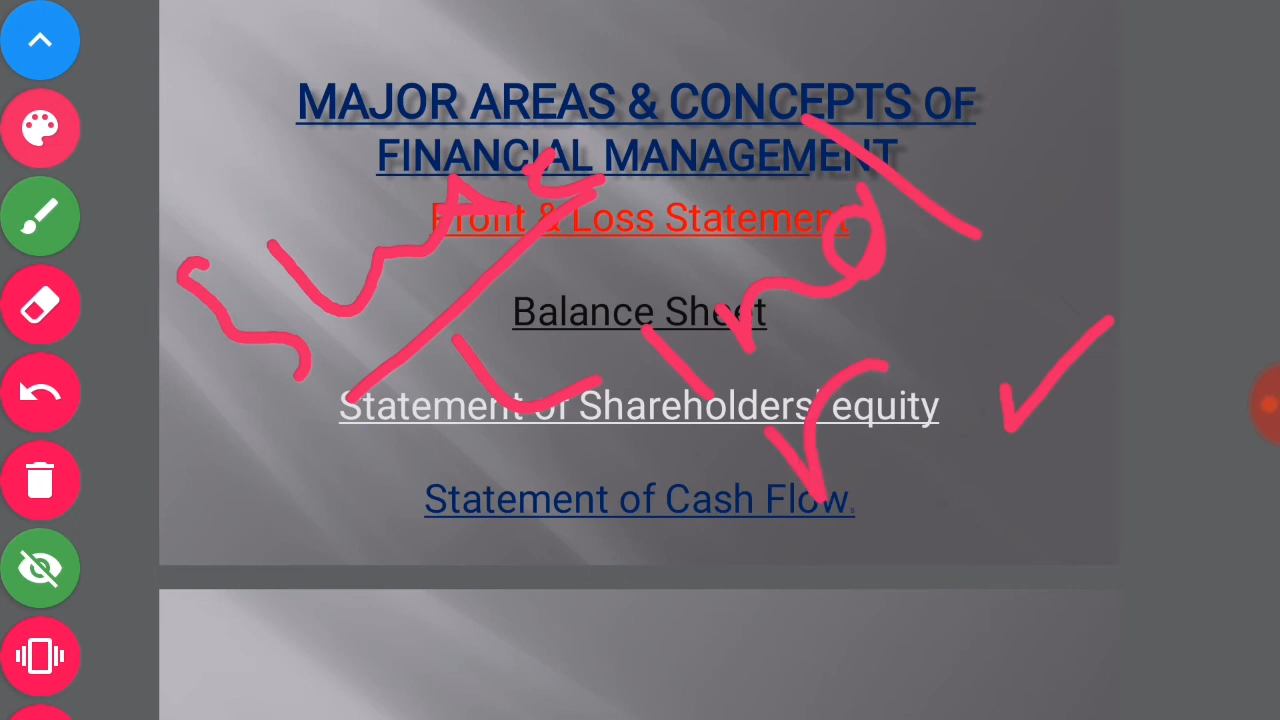 MAJOR AREAS & CONCEPTS OF
FINANCIAL MANAGEMENT
Profit & Loss Statement
Balance Sheet
Statement of Shareholders' equity
Statement of Cash Flow.